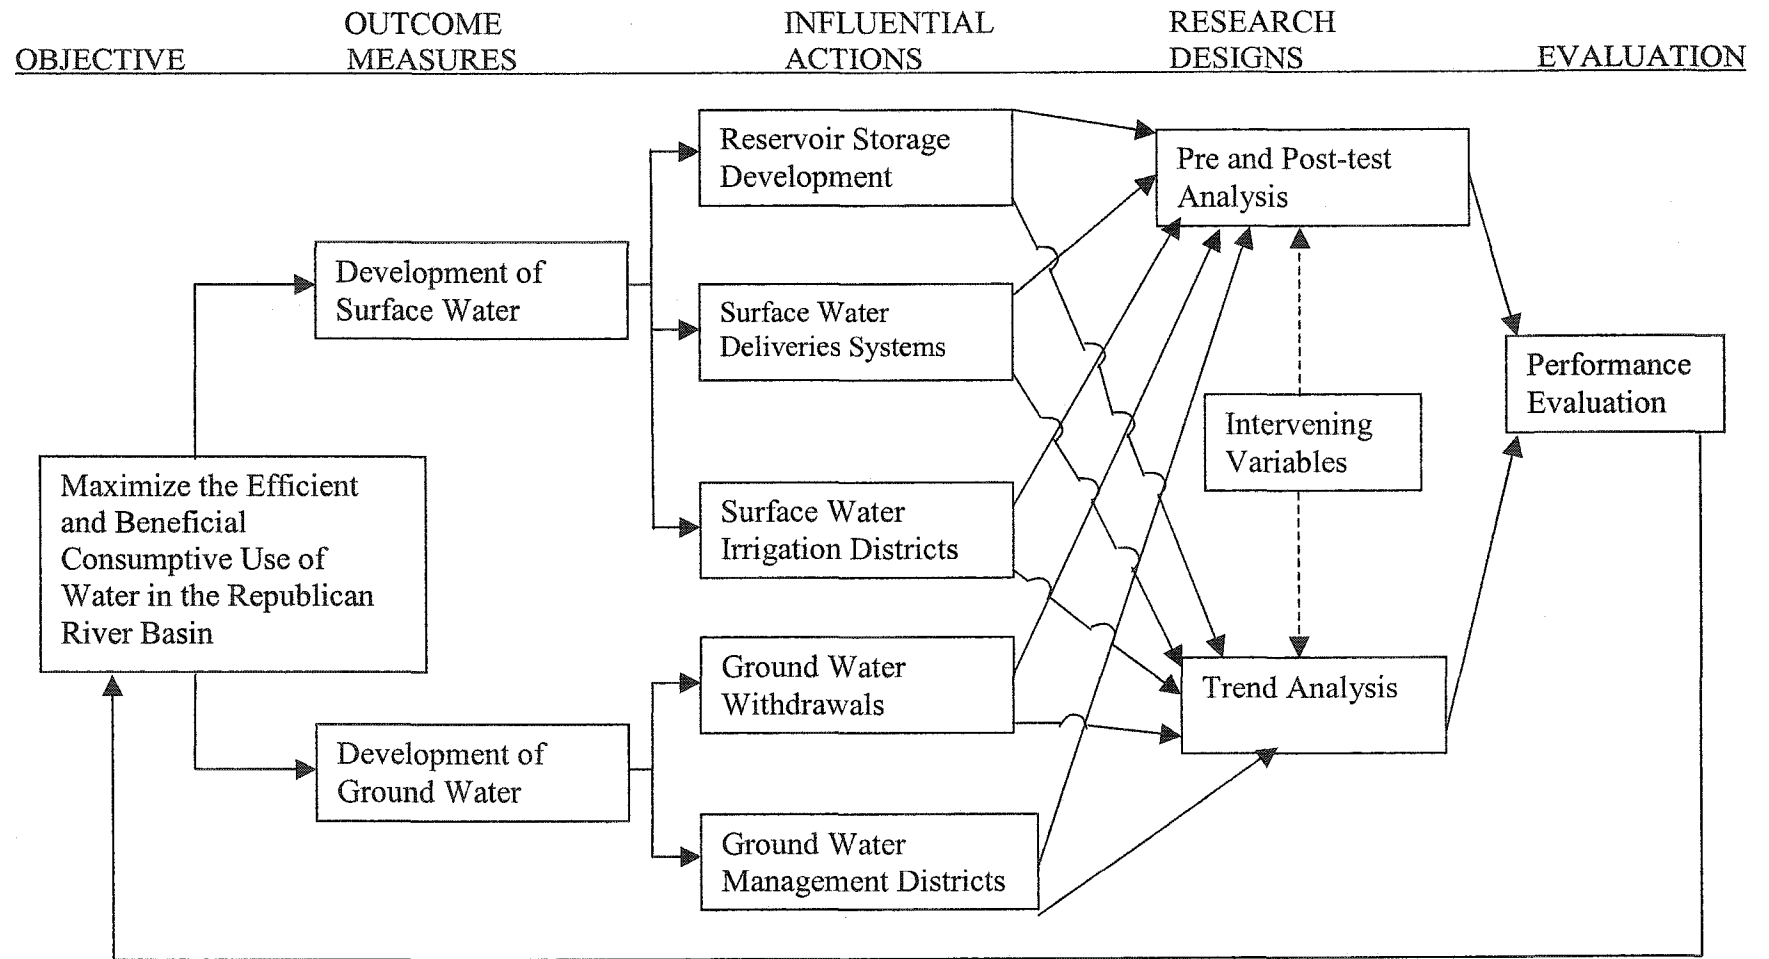 OBJECTIVE
OUTCOME
MEASURES
INFLUENTIAL
ACTIONS
RESEARCH
DESIGNS
EVALUATION
Maximize the Efficient
and Beneficial
Consumptive Use of
Water in the Republican
River Basin
Development of
Surface Water
Development of
Ground Water
Reservoir Storage
Development
Surface Water
Deliveries Systems
Surface Water
Irrigation Districts
Ground Water
Withdrawals
Ground Water
Management Districts
Pre and Post-test
Analysis
Intervening
Variables
Trend Analysis
Performance
Evaluation